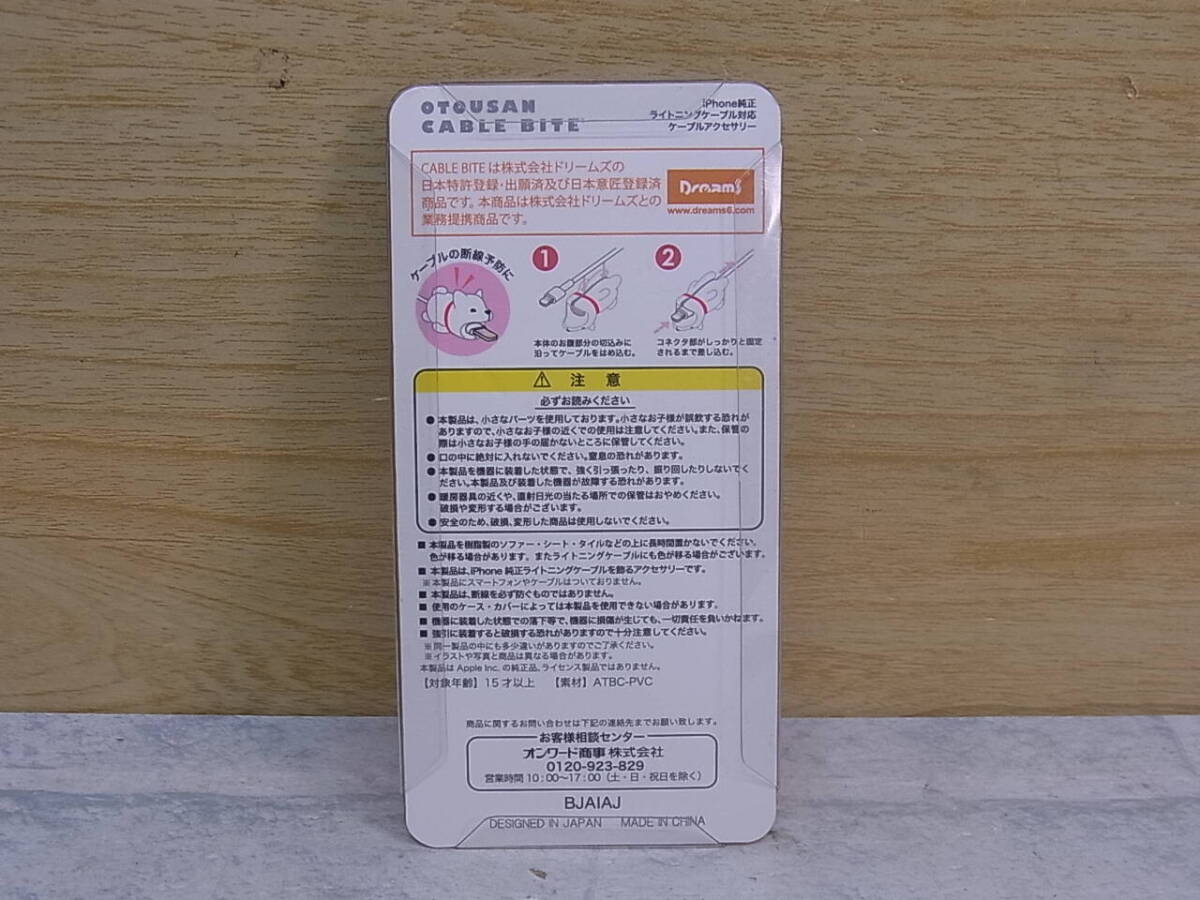 OTOUSAN
CABLE BITE
iPhone純正
ライトニングケーブル対応
ケーブルアクセサリー
CABLE BITE は株式会社ドリームズの
日本特許登録・出願済及び日本意匠登録済
商品です。本商品は株式会社ドリームズとの
業務提携商品です。
Dreams
www.dreams6.com
ケーブルの断線予防に
1
本体のお腹部分の切込みに
沿ってケーブルをはめ込む。
2
コネクタ部がしっかりと固定
されるまで差し込む。
⚠ 注 意
必ずお読みください
● 本製品は、小さなパーツを使用しております。小さなお子様が誤飲する恐れが
ありますので、小さなお子様の近くでの使用は注意してください。また、保管の
際は小さなお子様の手の届かないところに保管してください。
● 口の中に絶対に入れないでください。窒息の恐れがあります。
● 本製品を機器に装着した状態で、強く引っ張ったり、振り回したりしないでく
ださい。本製品及び装着した機器が故障する恐れがあります。
● 暖房器具の近くや、直射日光の当たる場所での保管はおやめください。
破損や変形する場合がございます。
● 安全のため、破損、変形した商品は使用しないでください。
■ 本製品を樹脂製のソファー・シート・タイルなどの上に長時間置かないでください。
色が移る場合があります。またライトニングケーブルにも色が移る場合がございます。
■ 本製品は、iPhone 純正ライトニングケーブルを飾るアクセサリーです。
※本製品にスマートフォンやケーブルはついておりません。
■ 本製品は、断線を必ず防ぐものではありません。
■ 使用のケース・カバーによっては本製品を使用できない場合があります。
■ 機器に装着した状態での落下等で、機器に損傷が生じても、一切責任を負いかねます。
■ 強引に装着すると破損する恐れがありますので十分注意してください。
※同一製品の中にも多少違いがありますのでご了承ください。
※イラストや写真と商品は異なる場合があります。
本製品は Apple Inc. の純正品、ライセンス製品ではありません。
【対象年齢】15才以上 【素材】ATBC-PVC
商品に関するお問い合わせは下記の連絡先までお願い致します。
お客様相談センター
オンワード商事 株式会社
0120-923-829
営業時間 10:00〜17:00(土・日・祝日を除く)
BJAIAJ
DESIGNED IN JAPAN MADE IN CHINA